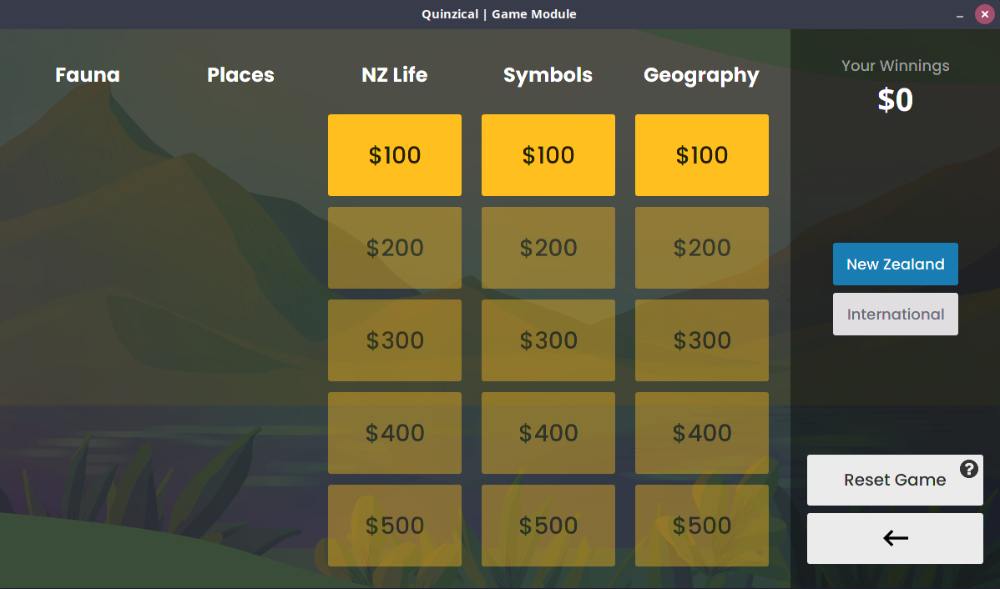 Quinzical | Game Module
Fauna Places NZ Life Symbols Geography
$100 $100 $100
$200 $200 $200
$300 $300 $300
$400 $400 $400
$500 $500 $500
Your Winnings
$0
New Zealand
International
Reset Game ?